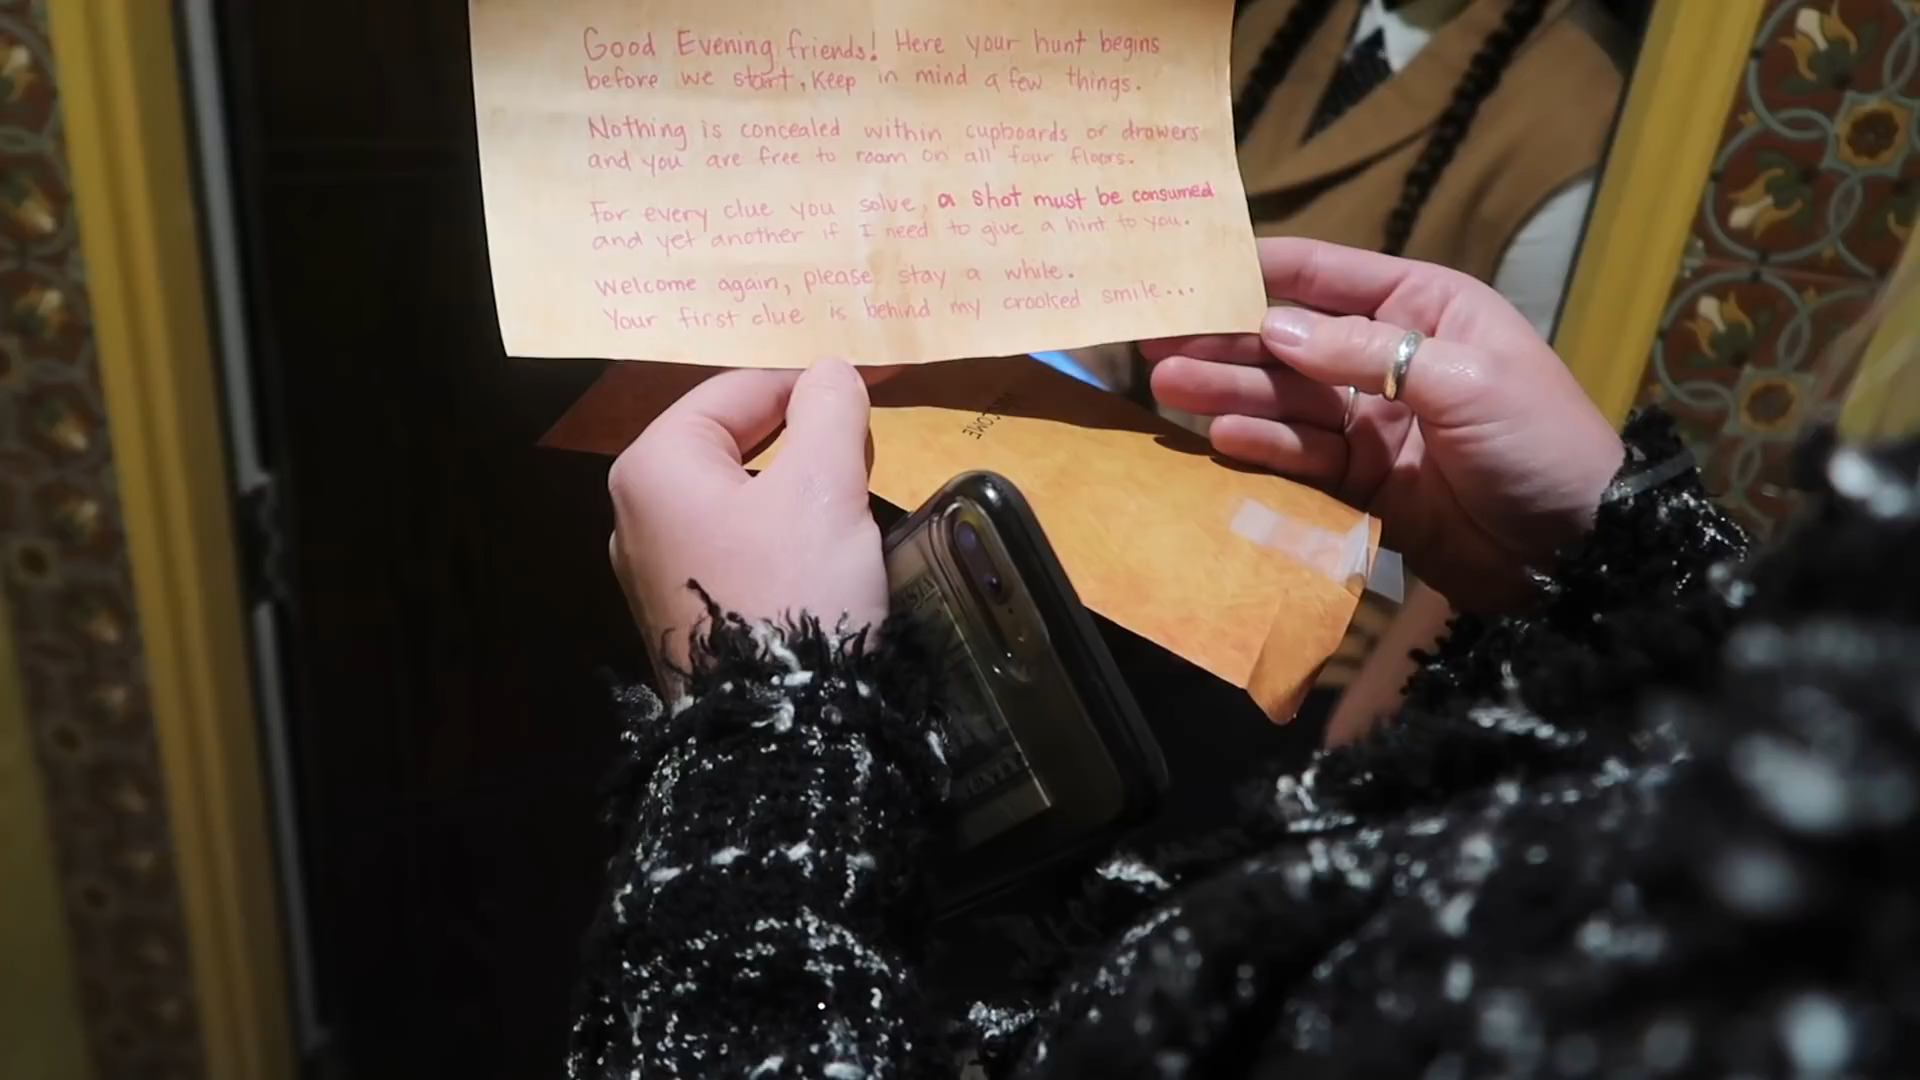 Good Evening friends! Here your hunt begins
before we start, keep in mind a few things.
Nothing is concealed within cupboards or drawers
and you are free to roam on all four floors.
For every clue you solve, a shot must be consumed
and yet another if I need to give a hint to you.
Welcome again, please stay a while.
Your first clue is behind my crooked smile...